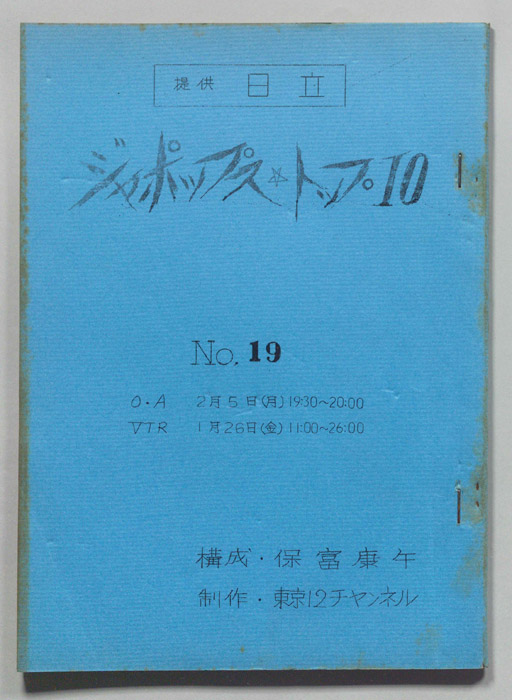 提供 日立
ジャポップス☆トップ10
No. 19
O・A 2月5日(月)19:30~20:00
VTR 1月26日(金)11:00~26:00
構成・保富康午
制作・東京12チャンネル